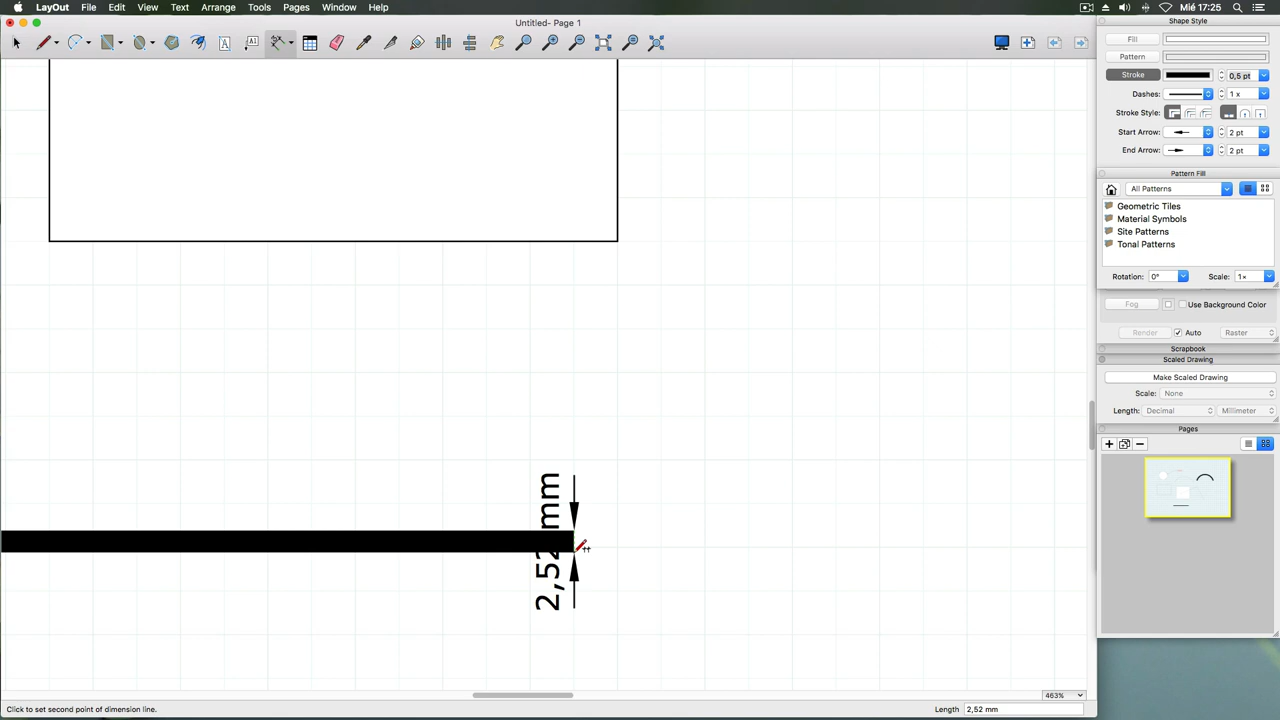 LayOut File Edit View Text Arrange Tools Pages Window Help Mié 17:25
Untitled- Page 1
Shape Style
Fill
Pattern
Stroke 0,5 pt
Dashes: 1 x
Stroke Style:
Start Arrow: 2 pt
End Arrow: 2 pt
Pattern Fill
All Patterns
Geometric Tiles
Material Symbols
Site Patterns
Tonal Patterns
Rotation: 0° Scale: 1x
Fog Use Background Color
Render Auto Raster
Scrapbook
Scaled Drawing
Make Scaled Drawing
Scale: None
Length: Decimal Millimeter
Pages
2,52 mm
463%
Click to set second point of dimension line. Length 2,52 mm